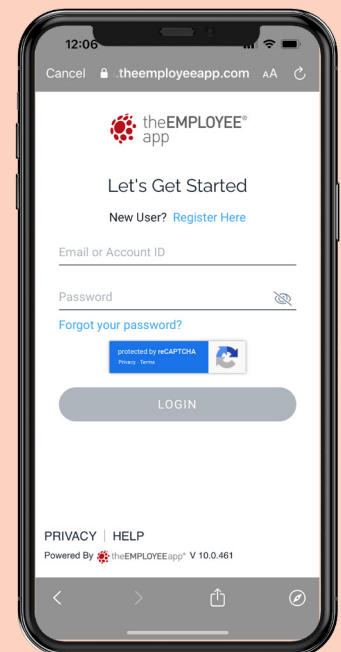 12:06
Cancel .theemployeeapp.com AA
theEMPLOYEE®
app
Let's Get Started
New User? Register Here
Email or Account ID
Password
Forgot your password?
protected by reCAPTCHA
Privacy - Terms
LOGIN
PRIVACY | HELP
Powered By theEMPLOYEEapp® V 10.0.461